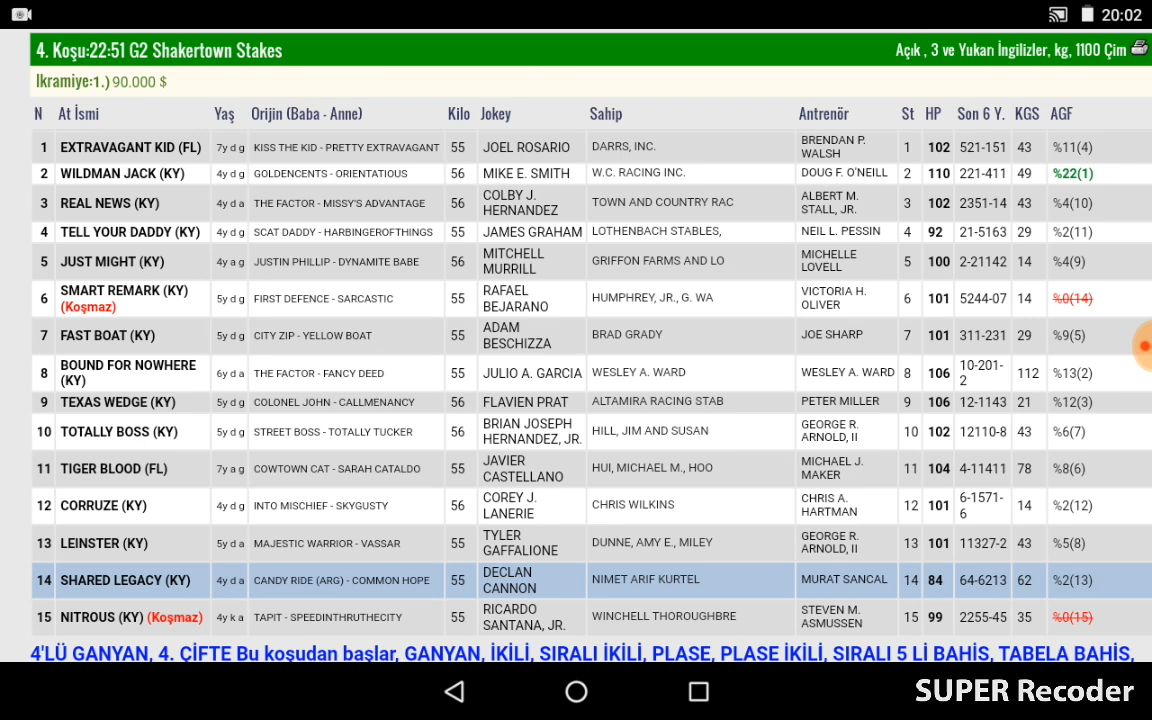 20:02
4. Koşu:22:51 G2 Shakertown Stakes Açık , 3 ve Yukarı İngilizler, kg, 1100 Çim
Ikramiye:1.) 90.000 $
N At İsmi Yaş Orijin (Baba - Anne) Kilo Jokey Sahip Antrenör St HP Son 6 Y. KGS AGF
1 EXTRAVAGANT KID (FL) 7y d g KISS THE KID - PRETTY EXTRAVAGANT 55 JOEL ROSARIO DARRS, INC. BRENDAN P. WALSH 1 102 521-151 43 %11(4)
2 WILDMAN JACK (KY) 4y d g GOLDENCENTS - ORIENTATIOUS 56 MIKE E. SMITH W.C. RACING INC. DOUG F. O'NEILL 2 110 221-411 49 %22(1)
3 REAL NEWS (KY) 4y d a THE FACTOR - MISSY'S ADVANTAGE 56 COLBY J. HERNANDEZ TOWN AND COUNTRY RAC ALBERT M. STALL, JR. 3 102 2351-14 43 %4(10)
4 TELL YOUR DADDY (KY) 4y d g SCAT DADDY - HARBINGEROFTHINGS 55 JAMES GRAHAM LOTHENBACH STABLES, NEIL L. PESSIN 4 92 21-5163 29 %2(11)
5 JUST MIGHT (KY) 4y a g JUSTIN PHILLIP - DYNAMITE BABE 56 MITCHELL MURRILL GRIFFON FARMS AND LO MICHELLE LOVELL 5 100 2-21142 14 %4(9)
6 SMART REMARK (KY) (Koşmaz) 5y d g FIRST DEFENCE - SARCASTIC 55 RAFAEL BEJARANO HUMPHREY, JR., G. WA VICTORIA H. OLIVER 6 101 5244-07 14 %0(14)
7 FAST BOAT (KY) 5y d g CITY ZIP - YELLOW BOAT 55 ADAM BESCHIZZA BRAD GRADY JOE SHARP 7 101 311-231 29 %9(5)
8 BOUND FOR NOWHERE (KY) 6y d a THE FACTOR - FANCY DEED 55 JULIO A. GARCIA WESLEY A. WARD WESLEY A. WARD 8 106 10-201-2 112 %13(2)
9 TEXAS WEDGE (KY) 5y d g COLONEL JOHN - CALLMENANCY 56 FLAVIEN PRAT ALTAMIRA RACING STAB PETER MILLER 9 106 12-1143 21 %12(3)
10 TOTALLY BOSS (KY) 5y d g STREET BOSS - TOTALLY TUCKER 56 BRIAN JOSEPH HERNANDEZ, JR. HILL, JIM AND SUSAN GEORGE R. ARNOLD, II 10 102 12110-8 43 %6(7)
11 TIGER BLOOD (FL) 7y a g COWTOWN CAT - SARAH CATALDO 55 JAVIER CASTELLANO HUI, MICHAEL M., HOO MICHAEL J. MAKER 11 104 4-11411 78 %8(6)
12 CORRUZE (KY) 4y d g INTO MISCHIEF - SKYGUSTY 56 COREY J. LANERIE CHRIS WILKINS CHRIS A. HARTMAN 12 101 6-1571-6 14 %2(12)
13 LEINSTER (KY) 5y d a MAJESTIC WARRIOR - VASSAR 55 TYLER GAFFALIONE DUNNE, AMY E., MILEY GEORGE R. ARNOLD, II 13 101 11327-2 43 %5(8)
14 SHARED LEGACY (KY) 4y d a CANDY RIDE (ARG) - COMMON HOPE 55 DECLAN CANNON NIMET ARIF KURTEL MURAT SANCAL 14 84 64-6213 62 %2(13)
15 NITROUS (KY) (Koşmaz) 4y k a TAPIT - SPEEDINTHRUTHECITY 55 RICARDO SANTANA, JR. WINCHELL THOROUGHBRE STEVEN M. ASMUSSEN 15 99 2255-45 35 %0(15)
4'LÜ GANYAN, 4. ÇİFTE Bu koşudan başlar, GANYAN, İKİLİ, SIRALI İKİLİ, PLASE, PLASE İKİLİ, SIRALI 5 Lİ BAHİS, TABELA BAHİS,
SUPER Recoder